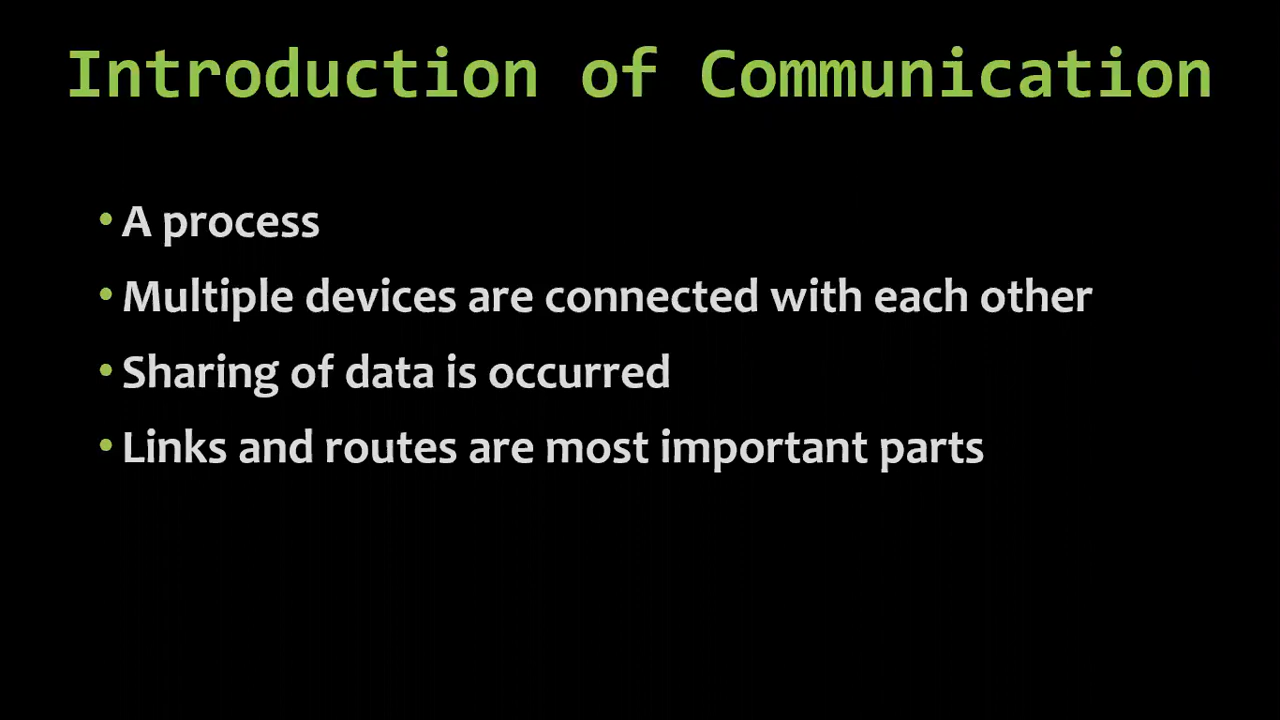 Introduction of Communication
• A process
• Multiple devices are connected with each other
• Sharing of data is occurred
• Links and routes are most important parts